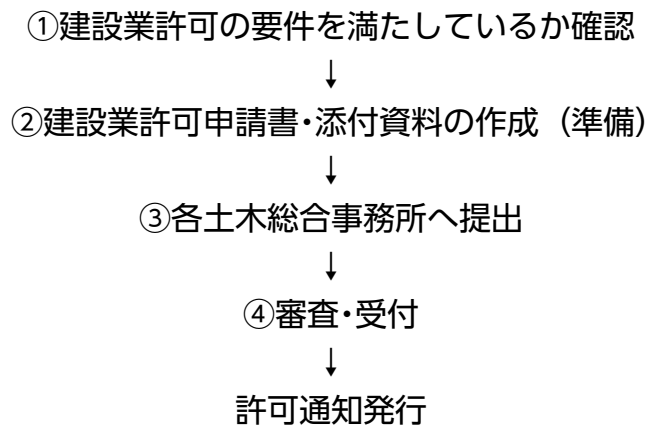 ①建設業許可の要件を満たしているか確認
↓
②建設業許可申請書・添付資料の作成（準備）
↓
③各土木総合事務所へ提出
↓
④審査・受付
↓
許可通知発行